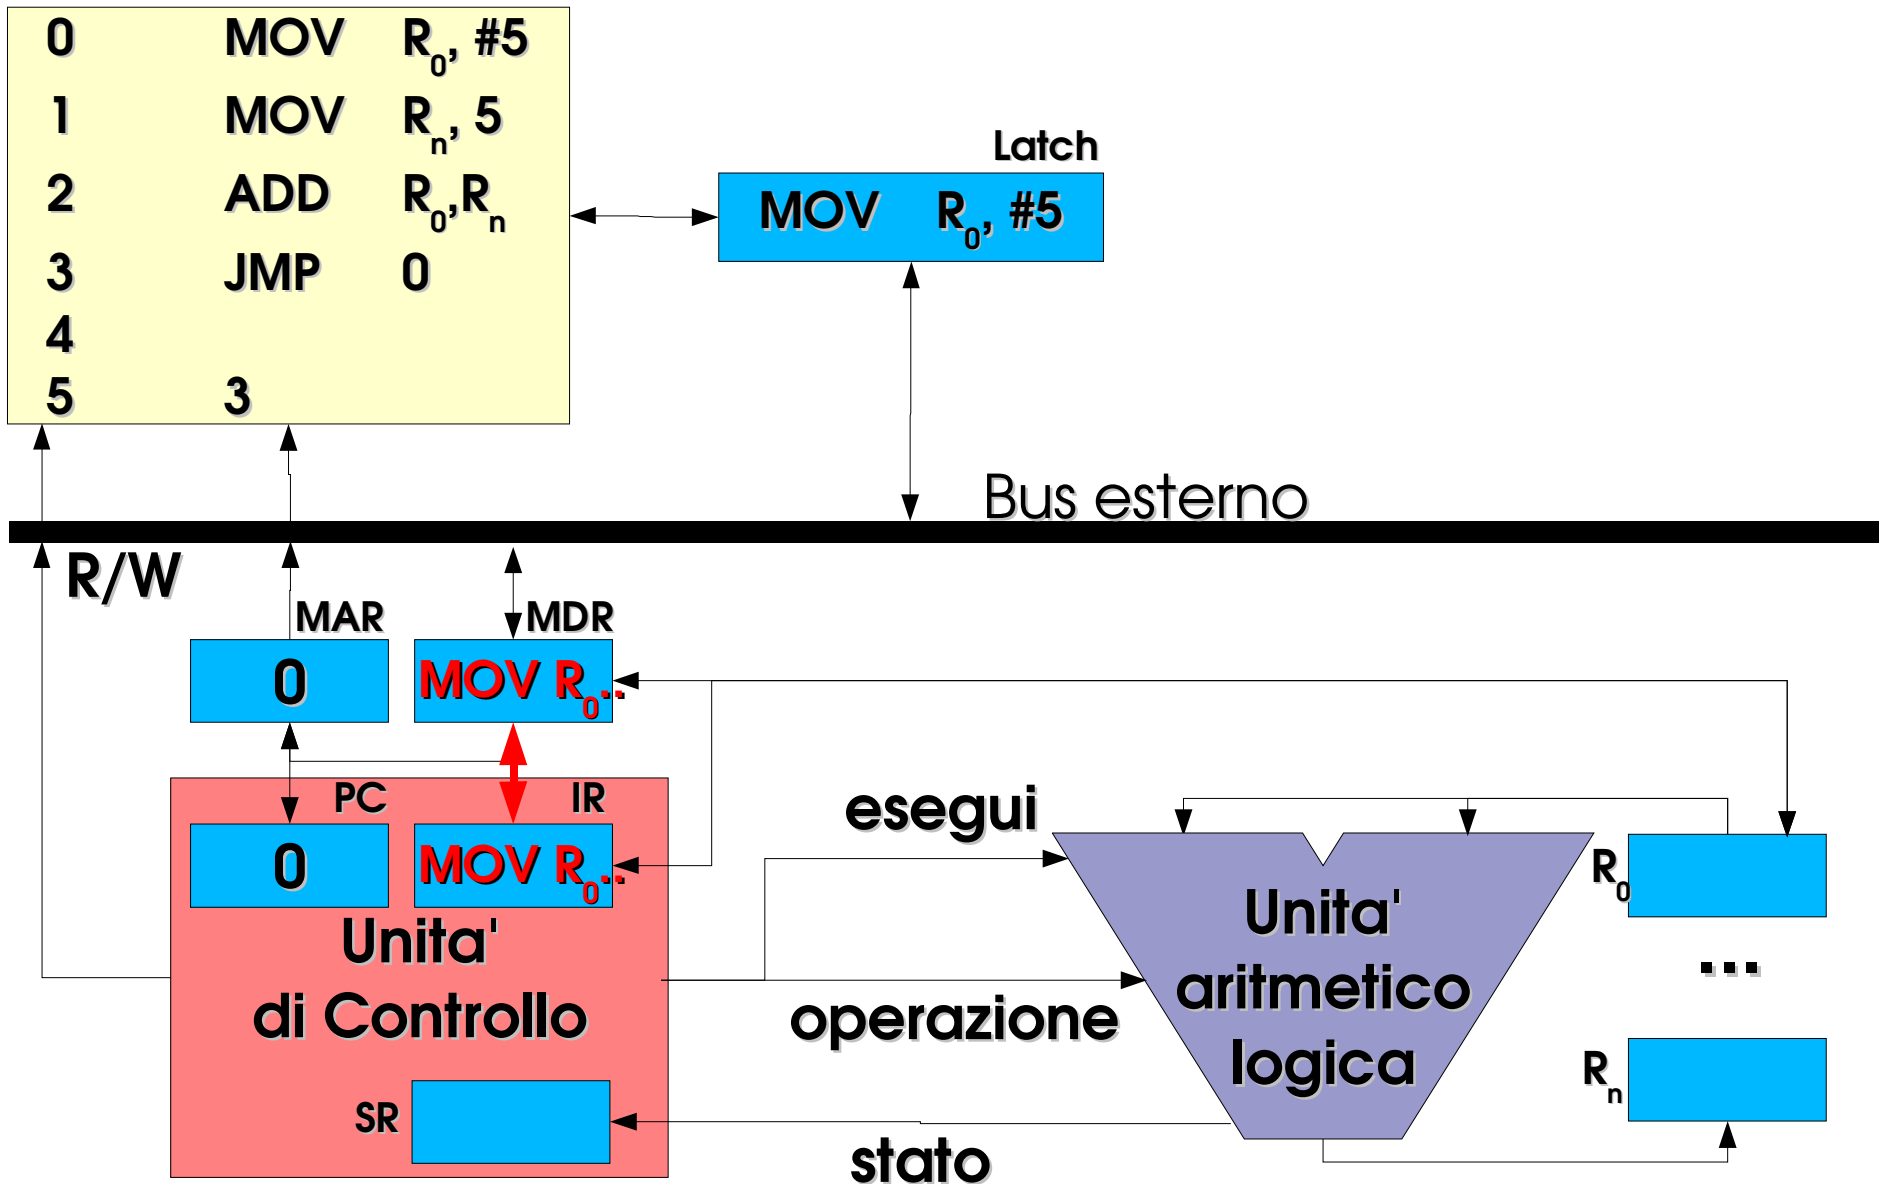 0 MOV R0, #5
1 MOV Rn, 5
2 ADD R0,Rn
3 JMP 0
4
5 3
Latch
MOV R0, #5
Bus esterno
R/W
MAR
MDR
0
MOV R0..
PC
IR
0
MOV R0..
Unita'
di Controllo
SR
esegui
operazione
stato
Unita'
aritmetico
logica
R0
...
Rn